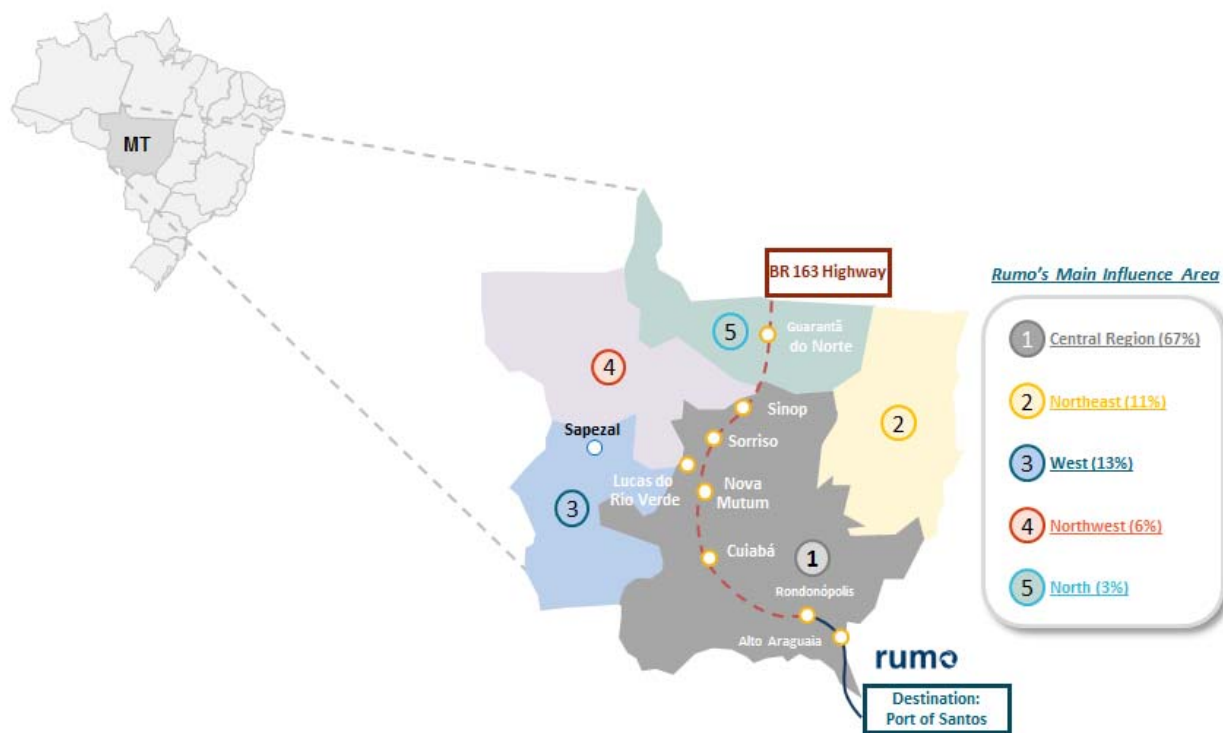 MT
BR 163 Highway
Rumo's Main Influence Area
5
Guarantã
do Norte
1
Central Region (67%)
4
Sinop
2
Northeast (11%)
Sapezal
2
Sorriso
3
West (13%)
Lucas do
Rio Verde
Nova
Mutum
3
4
Northwest (6%)
Cuiabá
1
Rondonópolis
5
North (3%)
Alto Araguaia
rumo
Destination:
Port of Santos